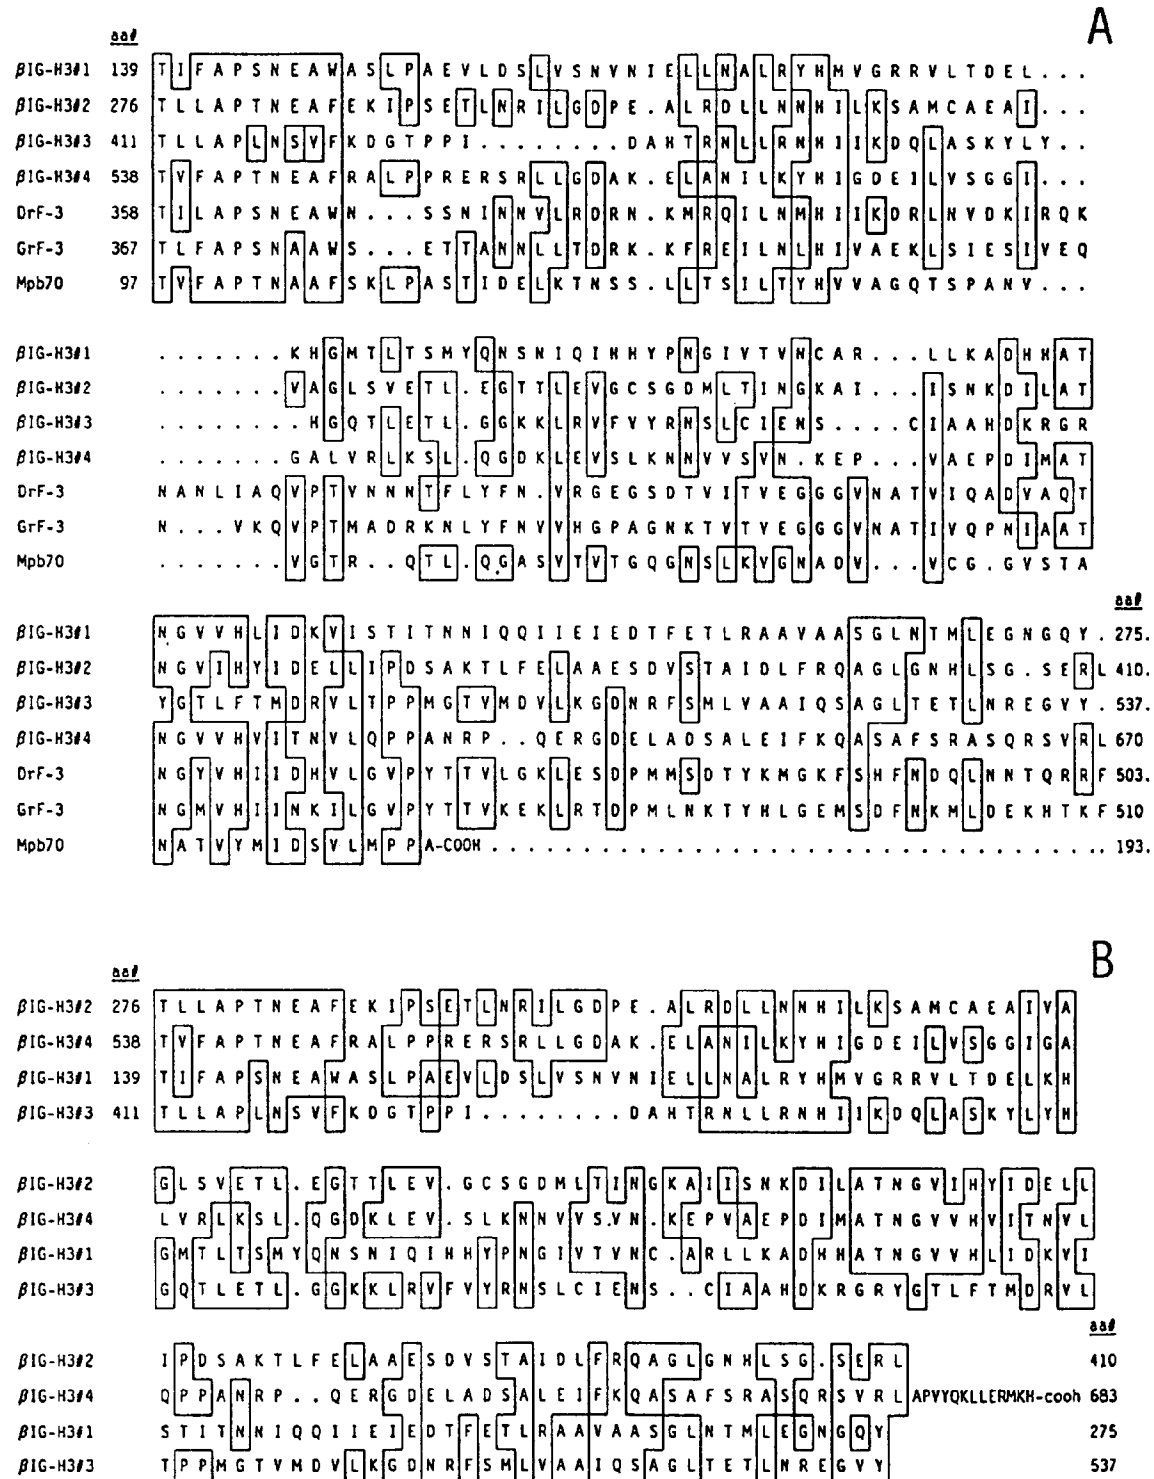 A
aa#
βIG-H3#1 139 T I F A P S N E A W A S L P A E V L D S L V S N V N I E L L N A L R Y H M V G R R V L T D E L . . .
βIG-H3#2 276 T L L A P T N E A F E K I P S E T L N R I L G D P E . A L R D L L N N H I L K S A M C A E A I . . .
βIG-H3#3 411 T L L A P L N S V F K D G T P P I . . . . . . . . D A H T R N L L R N H I I K D Q L A S K Y L Y . .
βIG-H3#4 538 T V F A P T N E A F R A L P P R E R S R L L G D A K . E L A N I L K Y H I G D E I L V S G G I . . .
DrF-3 358 T I L A P S N E A W N . . . S S N I N N V L R D R N . K M R Q I L N M H I I K D R L N V D K I R Q K
GrF-3 367 T L F A P S N A A W S . . . E T T A N N L L T D R K . K F R E I L N L H I V A E K L S I E S I V E Q
Mpb70 97 T V F A P T N A A F S K L P A S T I D E L K T N S S . L L T S I L T Y H V V A G Q T S P A N V . . .
βIG-H3#1 . . . . . . . K H G M T L T S M Y Q N S N I Q I H H Y P N G I V T V N C A R . . . L L K A D H H A T
βIG-H3#2 . . . . . . . V A G L S V E T L . E G T T L E V G C S G D M L T I N G K A I . . . I S N K D I L A T
βIG-H3#3 . . . . . . . . H G Q T L E T L . G G K K L R V F V Y R N S L C I E N S . . . . C I A A H D K R G R
βIG-H3#4 . . . . . . . G A L V R L K S L . Q G D K L E V S L K N N V V S V N . K E P . . . V A E P D I M A T
DrF-3 N A N L I A Q V P T V N N N T F L Y F N . V R G E G S D T V I T V E G G G V N A T V I Q A D V A Q T
GrF-3 N . . . V K Q V P T M A D R K N L Y F N V V H G P A G N K T V T V E G G G V N A T I V Q P N I A A T
Mpb70 . . . . . . . V G T R . . Q T L . Q G A S V T V T G Q G N S L K V G N A D V . . . V C G . G V S T A
aa#
βIG-H3#1 N G V V H L I D K V I S T I T N N I Q Q I I E I E D T F E T L R A A V A A S G L N T M L E G N G Q Y . 275.
βIG-H3#2 N G V I H Y I D E L L I P D S A K T L F E L A A E S D V S T A I D L F R Q A G L G N H L S G . S E R L 410.
βIG-H3#3 Y G T L F T M D R V L T P P M G T V M D V L K G D N R F S M L V A A I Q S A G L T E T L N R E G V Y . 537.
βIG-H3#4 N G V V H V I T N V L Q P P A N R P . . Q E R G D E L A D S A L E I F K Q A S A F S R A S Q R S V R L 670
DrF-3 N G Y V H I I D H V L G V P Y T T V L G K L E S D P M M S D T Y K M G K F S H F N D Q L N N T Q R R F 503.
GrF-3 N G M V H I I N K I L G V P Y T T V K E K L R T D P M L N K T Y H L G E M S D F N K M L D E K H T K F 510
Mpb70 N A T V Y M I D S V L M P P A-COOH . . . . . . . . . . . . . . . . . . . . . . . . . . . . . . . . . . 193.
B
aa#
βIG-H3#2 276 T L L A P T N E A F E K I P S E T L N R I L G D P E . A L R D L L N N H I L K S A M C A E A I V A
βIG-H3#4 538 T V F A P T N E A F R A L P P R E R S R L L G D A K . E L A N I L K Y H I G D E I L V S G G I G A
βIG-H3#1 139 T I F A P S N E A W A S L P A E V L D S L V S N V N I E L L N A L R Y H M V G R R V L T D E L K H
βIG-H3#3 411 T L L A P L N S V F K D G T P P I . . . . . . . . D A H T R N L L R N H I I K D Q L A S K Y L Y H
βIG-H3#2 G L S V E T L . E G T T L E V . G C S G D M L T I N G K A I I S N K D I L A T N G V I H Y I D E L L
βIG-H3#4 L V R L K S L . Q G D K L E V . S L K N N V V S V N . K E P V A E P D I M A T N G V V H V I T N V L
βIG-H3#1 G M T L T S M Y Q N S N I Q I H H Y P N G I V T V N C . A R L L K A D H H A T N G V V H L I D K V I
βIG-H3#3 G Q T L E T L . G G K K L R V F V Y R N S L C I E N S . . C I A A H D K R G R Y G T L F T M D R V L
aa#
βIG-H3#2 I P D S A K T L F E L A A E S D V S T A I D L F R Q A G L G N H L S G . S E R L 410
βIG-H3#4 Q P P A N R P . . Q E R G D E L A D S A L E I F K Q A S A F S R A S Q R S V R L APVYQKLLERMKH-cooh 683
βIG-H3#1 S T I T N N I Q Q I I E I E D T F E T L R A A V A A S G L N T M L E G N G Q Y 275
βIG-H3#3 T P P M G T V M D V L K G D N R F S M L V A A I Q S A G L T E T L N R E G V Y 537